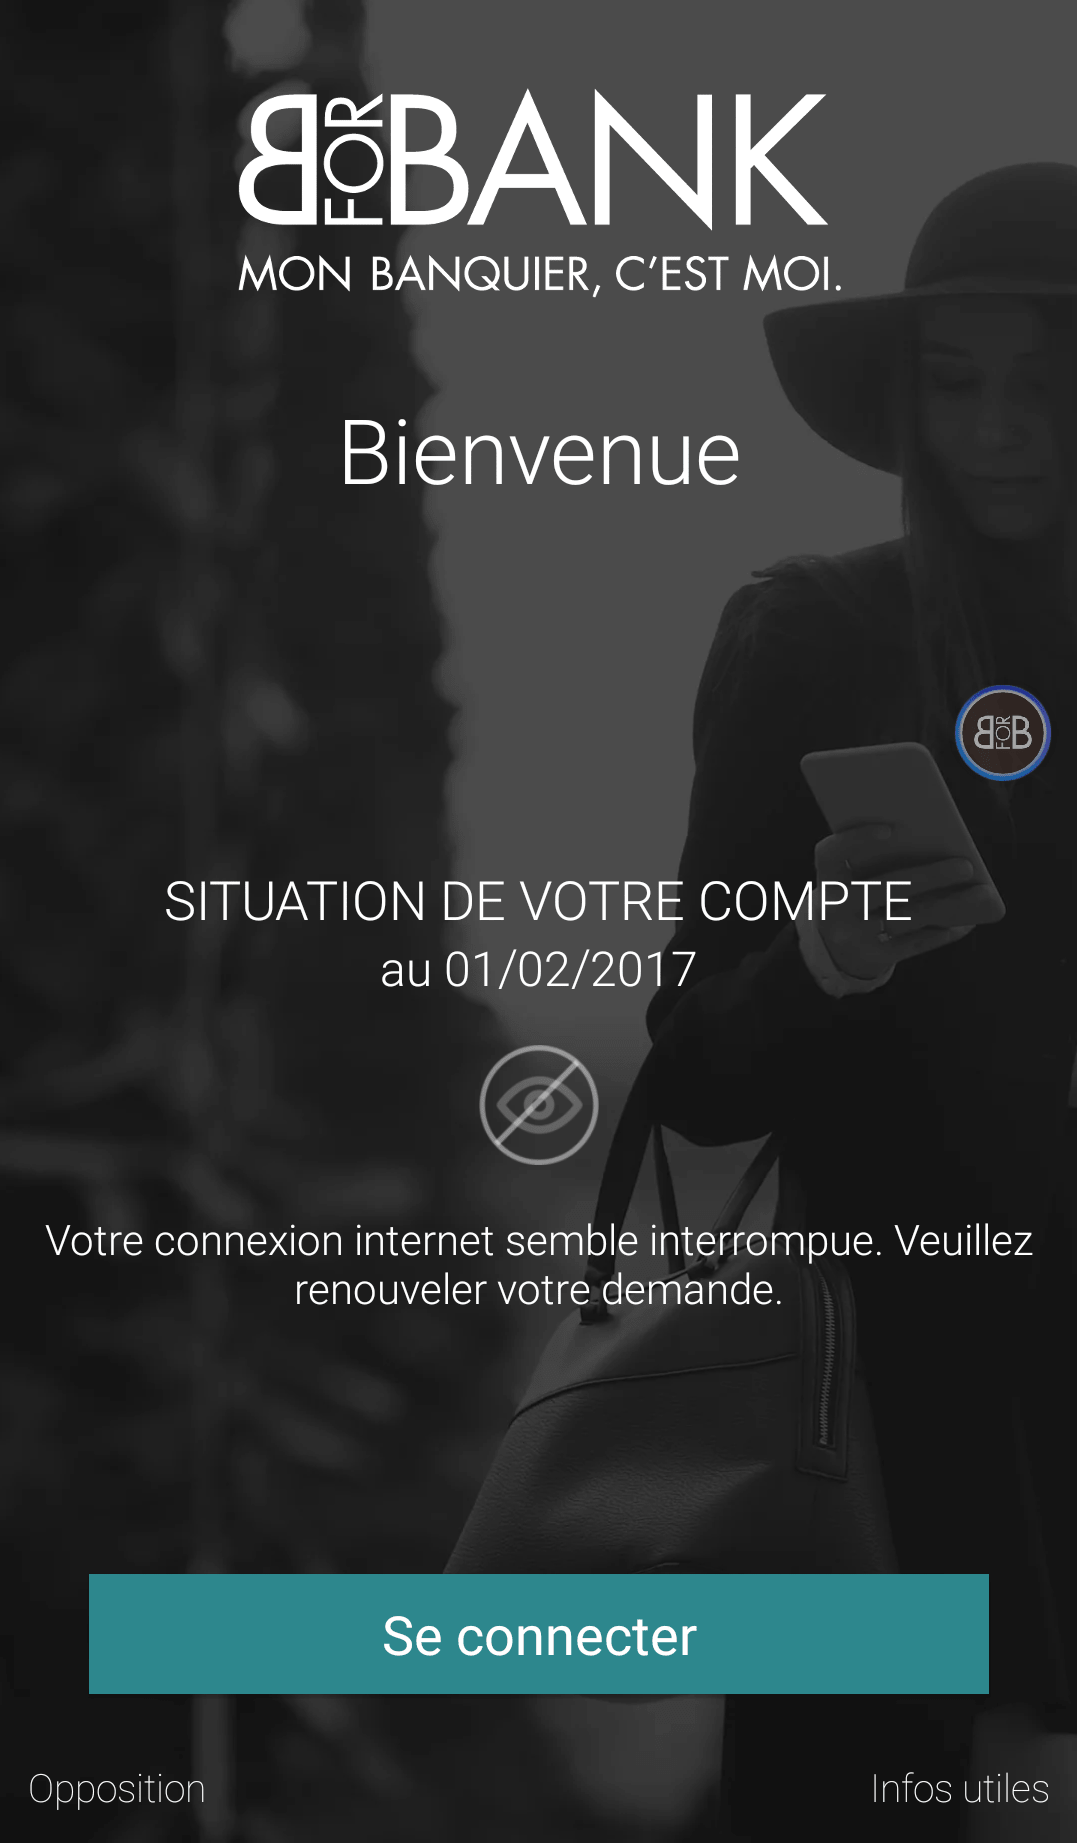 BFORBANK
MON BANQUIER, C'EST MOI.
Bienvenue
BFORB
SITUATION DE VOTRE COMPTE
au 01/02/2017
Votre connexion internet semble interrompue. Veuillez
renouveler votre demande.
Se connecter
Opposition
Infos utiles